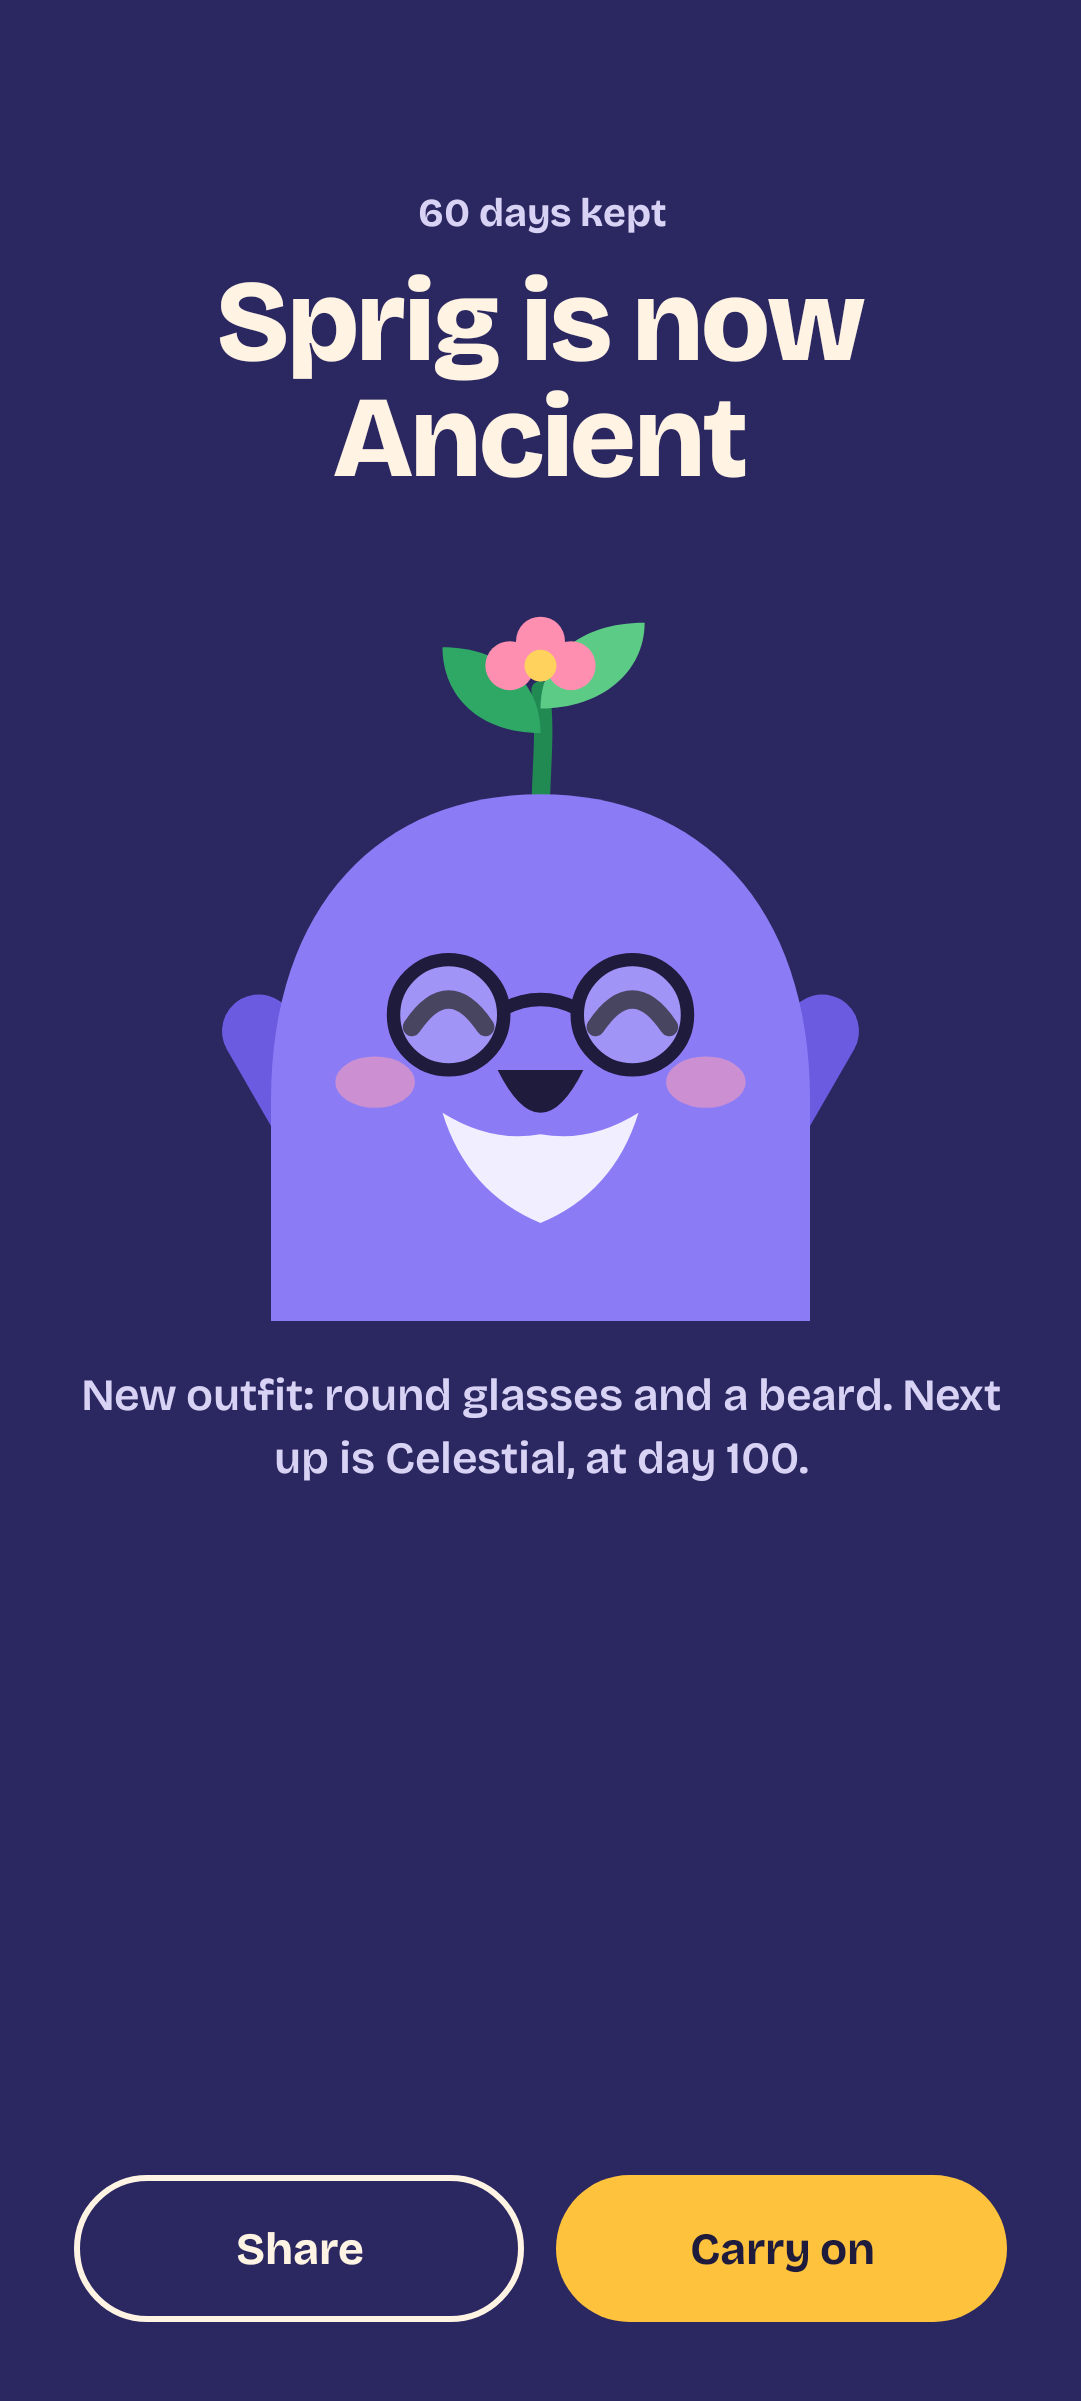 60 days kept
Sprig is now
Ancient
New outfit: round glasses and a beard. Next
up is Celestial, at day 100.
Share
Carry on